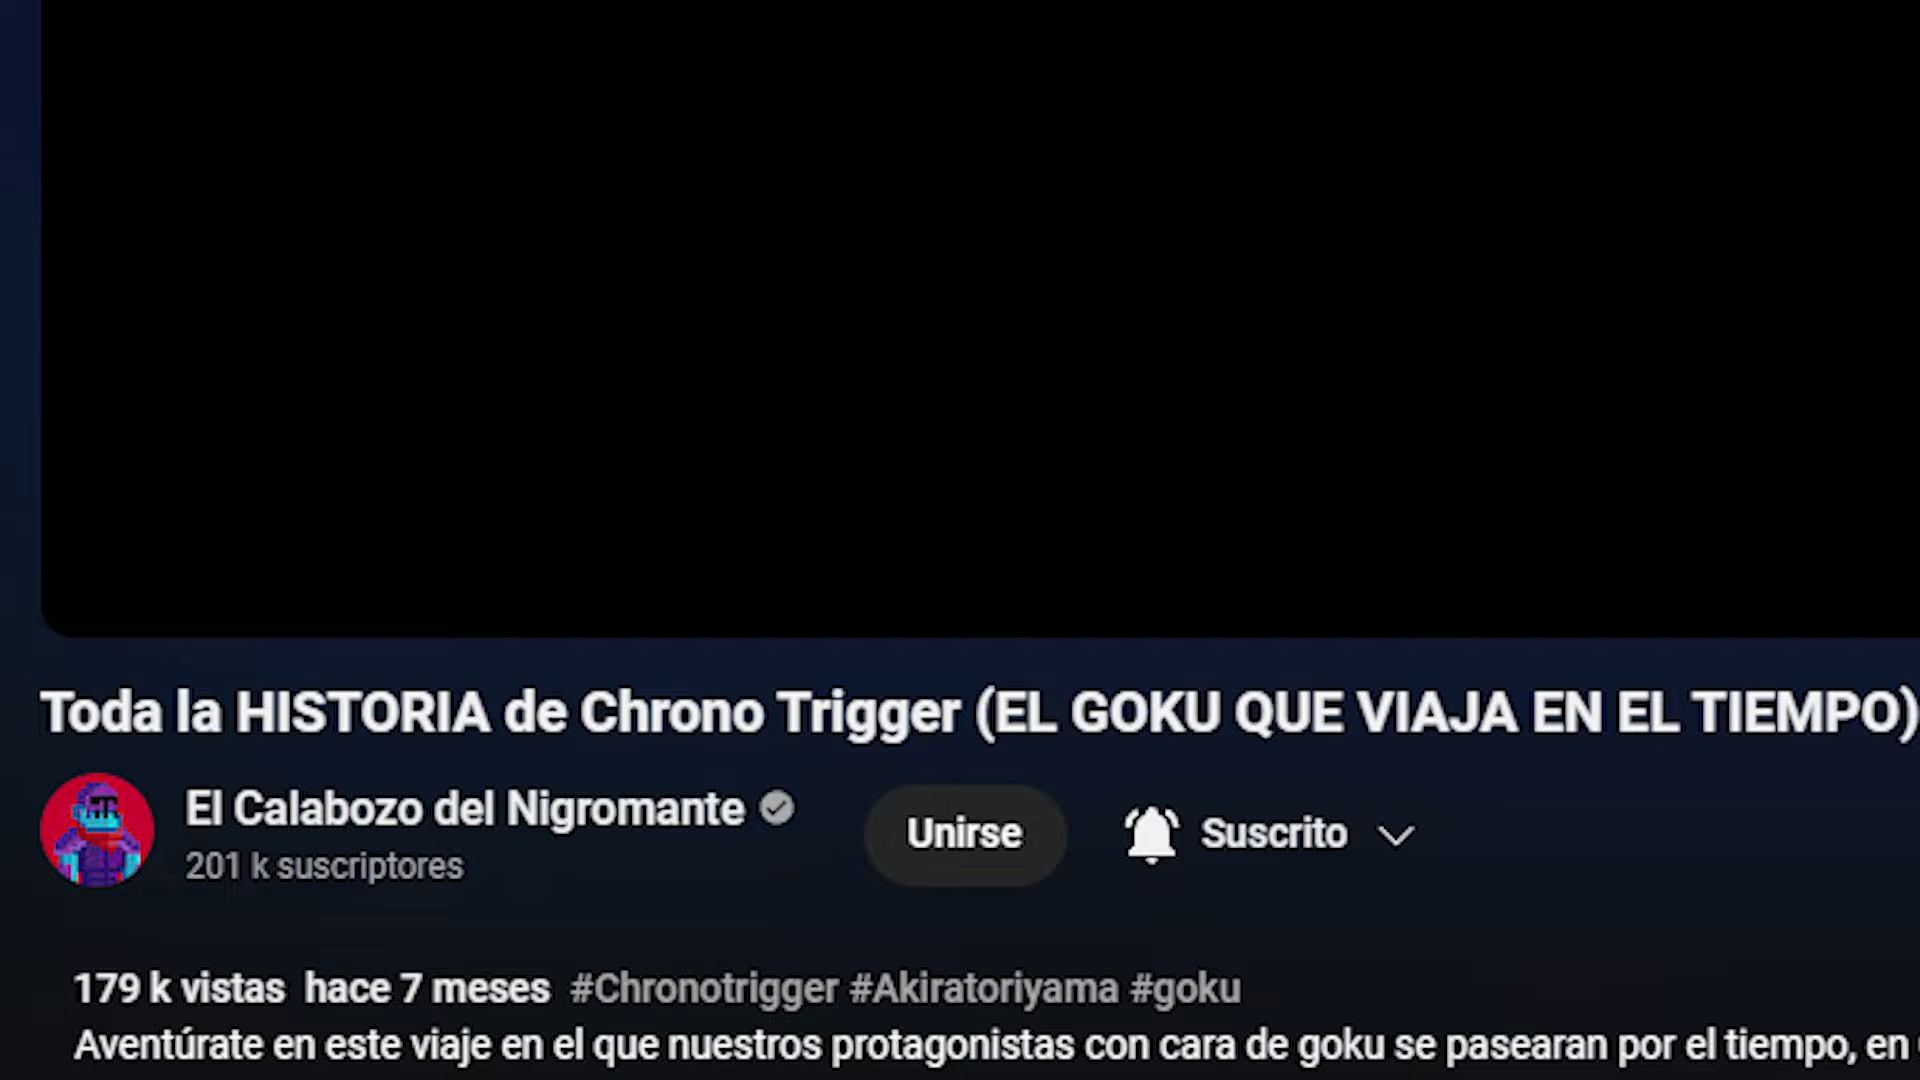 Toda la HISTORIA de Chrono Trigger (EL GOKU QUE VIAJA EN EL TIEMPO)
El Calabozo del Nigromante
201 k suscriptores
Unirse
Suscrito
179 k vistas hace 7 meses #Chronotrigger #Akiratoriyama #goku
Aventúrate en este viaje en el que nuestros protagonistas con cara de goku se pasearan por el tiempo, en